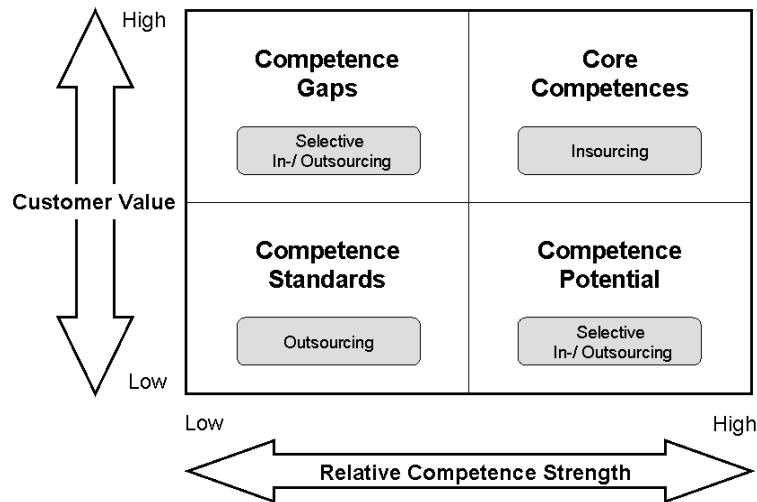 High
Competence
Gaps
Core
Competences
Selective
In-/ Outsourcing
Insourcing
Customer Value
Competence
Standards
Competence
Potential
Outsourcing
Selective
In-/ Outsourcing
Low
Low
High
Relative Competence Strength